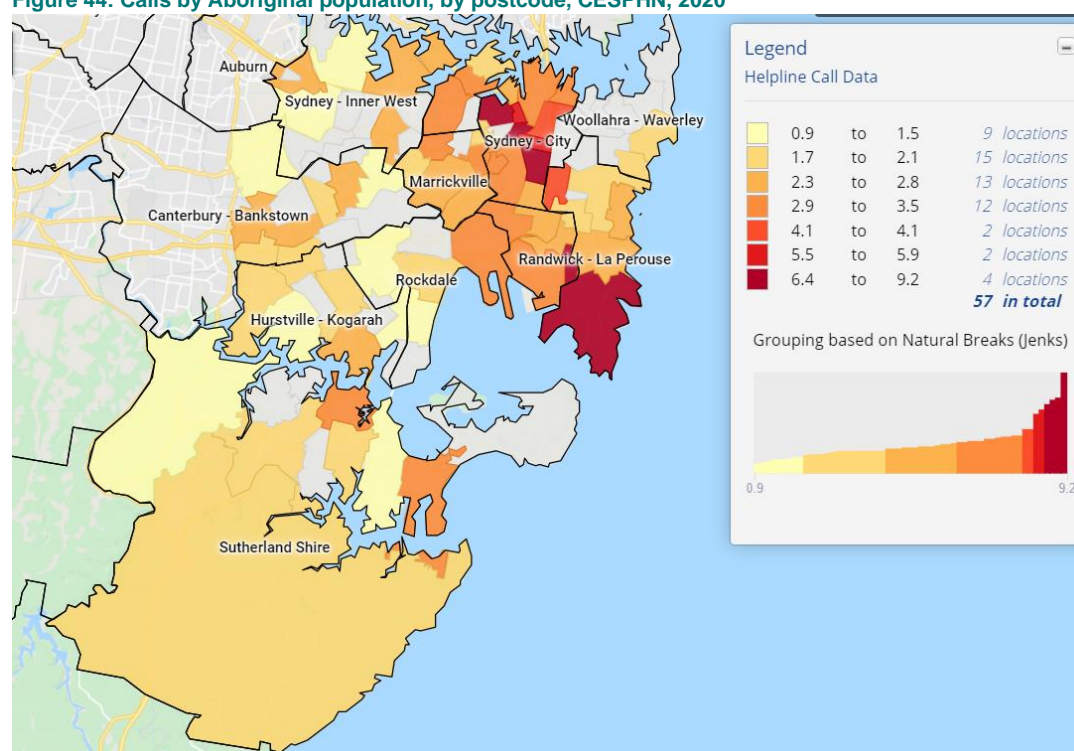 Figure 44: Calls by Aboriginal population, by postcode, CESPHN, 2020
Auburn
Sydney - Inner West
Woollahra - Waverley
Sydney - City
Marrickville
Canterbury - Bankstown
Randwick - La Perouse
Rockdale
Hurstville - Kogarah
Sutherland Shire
Legend
Helpline Call Data
0.9 to 1.5 9 locations
1.7 to 2.1 15 locations
2.3 to 2.8 13 locations
2.9 to 3.5 12 locations
4.1 to 4.1 2 locations
5.5 to 5.9 2 locations
6.4 to 9.2 4 locations
57 in total
Grouping based on Natural Breaks (Jenks)
0.9 9.2